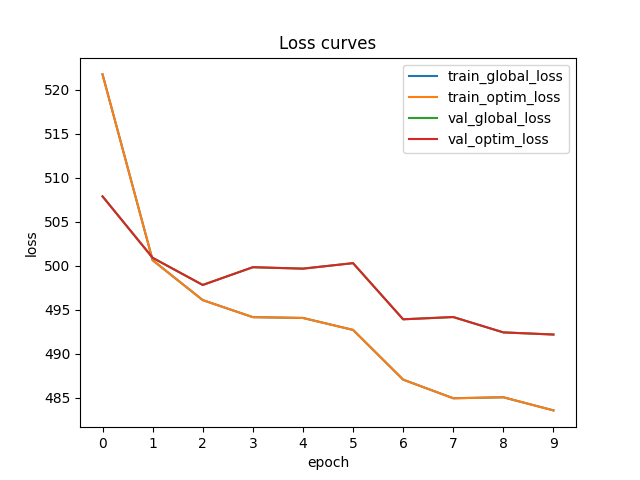 Loss curves
train_global_loss
train_optim_loss
val_global_loss
val_optim_loss
520
515
510
505
500
495
490
485
loss
0 1 2 3 4 5 6 7 8 9
epoch